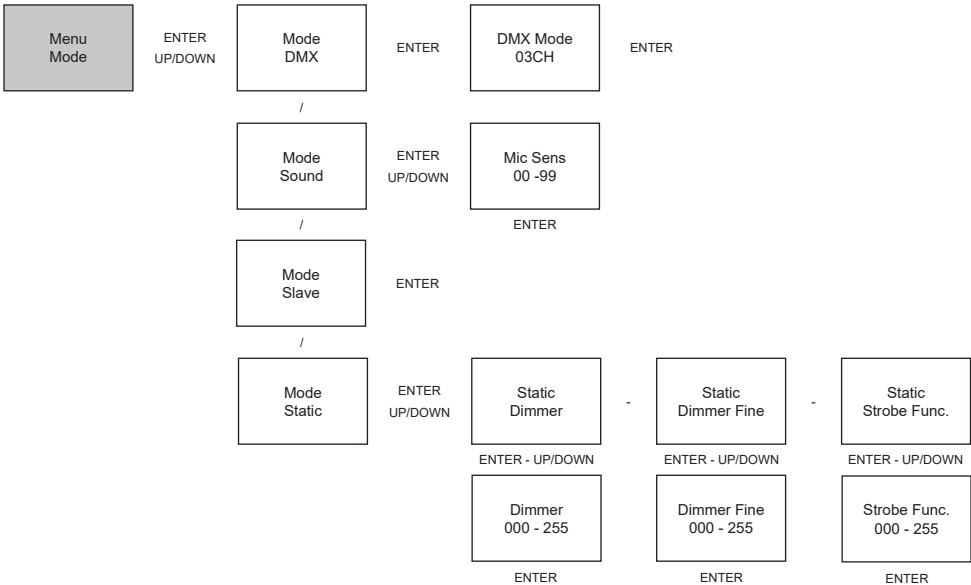 Menu
Mode
ENTER
UP/DOWN
Mode
DMX
ENTER
DMX Mode
03CH
ENTER
/
Mode
Sound
ENTER
UP/DOWN
Mic Sens
00 -99
ENTER
/
Mode
Slave
ENTER
/
Mode
Static
ENTER
UP/DOWN
Static
Dimmer
-
Static
Dimmer Fine
-
Static
Strobe Func.
ENTER - UP/DOWN
ENTER - UP/DOWN
ENTER - UP/DOWN
Dimmer
000 - 255
Dimmer Fine
000 - 255
Strobe Func.
000 - 255
ENTER
ENTER
ENTER